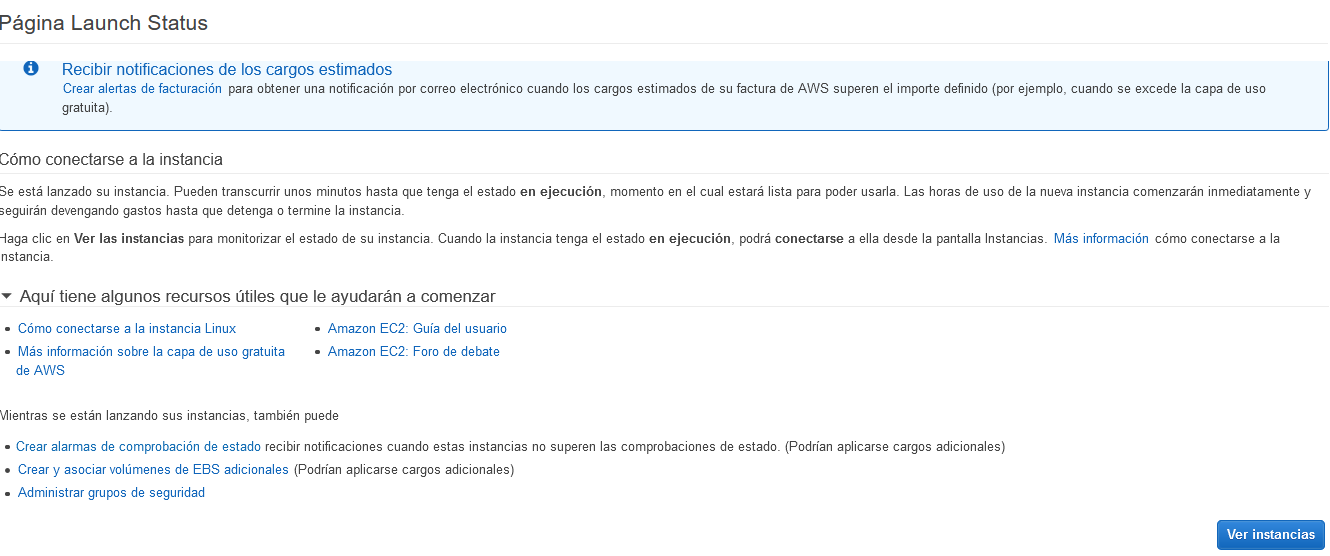 Página Launch Status
Recibir notificaciones de los cargos estimados
Crear alertas de facturación para obtener una notificación por correo electrónico cuando los cargos estimados de su factura de AWS superen el importe definido (por ejemplo, cuando se excede la capa de uso
gratuita).
Cómo conectarse a la instancia
Se está lanzado su instancia. Pueden transcurrir unos minutos hasta que tenga el estado en ejecución, momento en el cual estará lista para poder usarla. Las horas de uso de la nueva instancia comenzarán inmediatamente y
seguirán devengando gastos hasta que detenga o termine la instancia.
Haga clic en Ver las instancias para monitorizar el estado de su instancia. Cuando la instancia tenga el estado en ejecución, podrá conectarse a ella desde la pantalla Instancias. Más información cómo conectarse a la
instancia.
Aquí tiene algunos recursos útiles que le ayudarán a comenzar
• Cómo conectarse a la instancia Linux
• Más información sobre la capa de uso gratuita
de AWS
• Amazon EC2: Guía del usuario
• Amazon EC2: Foro de debate
Mientras se están lanzando sus instancias, también puede
• Crear alarmas de comprobación de estado recibir notificaciones cuando estas instancias no superen las comprobaciones de estado. (Podrían aplicarse cargos adicionales)
• Crear y asociar volúmenes de EBS adicionales (Podrían aplicarse cargos adicionales)
• Administrar grupos de seguridad
Ver instancias